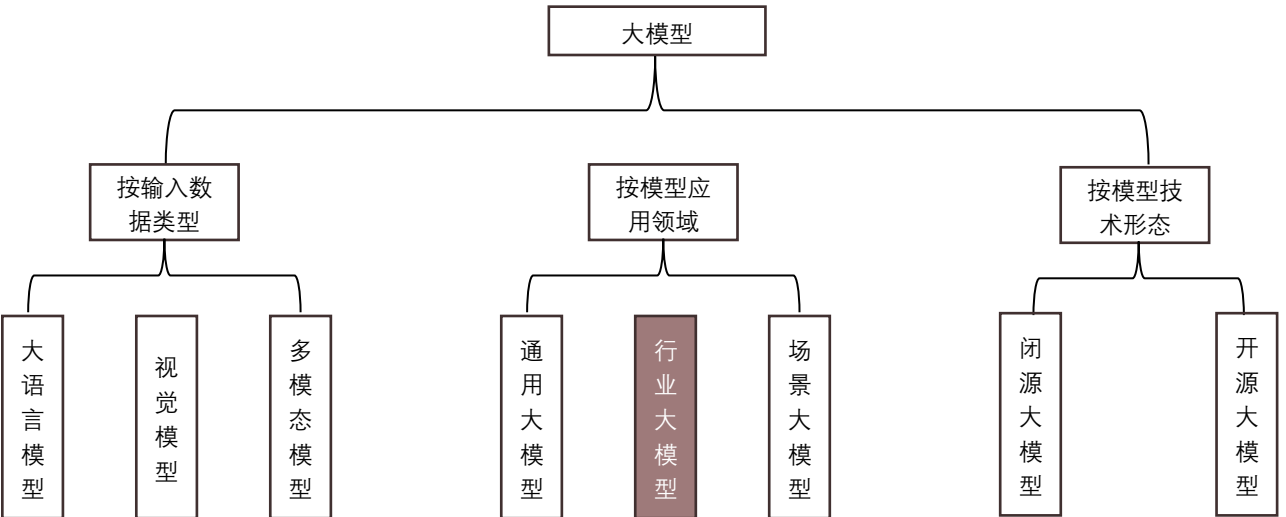 大模型
按输入数
据类型
按模型应
用领域
按模型技
术形态
大语言模型
视觉模型
多模态模型
通用大模型
行业大模型
场景大模型
闭源大模型
开源大模型